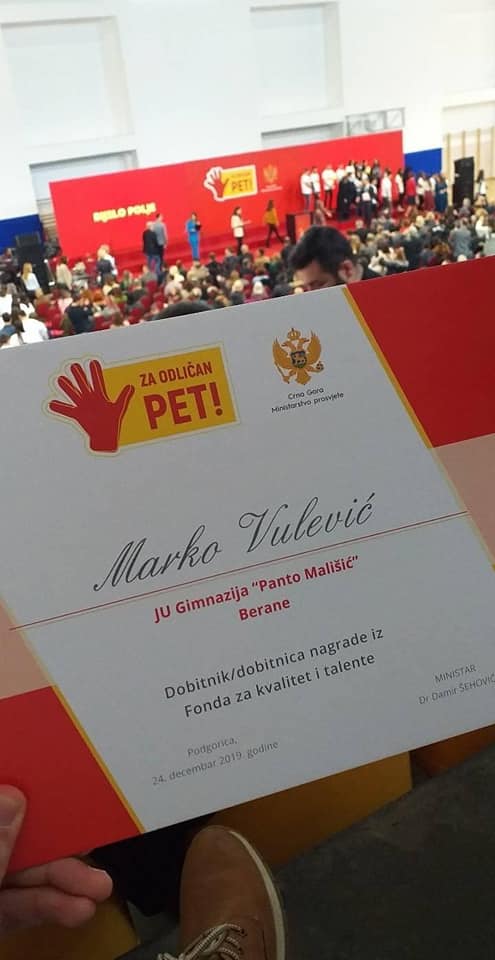 BIJELO POLJE
PET!
ZA ODLIČAN
PET!
Crna Gora
Ministarstvo prosvjete
Marko Vulević
JU Gimnazija "Panto Mališić"
Berane
Dobitnik/dobitnica nagrade iz
Fonda za kvalitet i talente
Podgorica,
24. decembar 2019. godine
MINISTAR
Dr Damir ŠEHOVIĆ